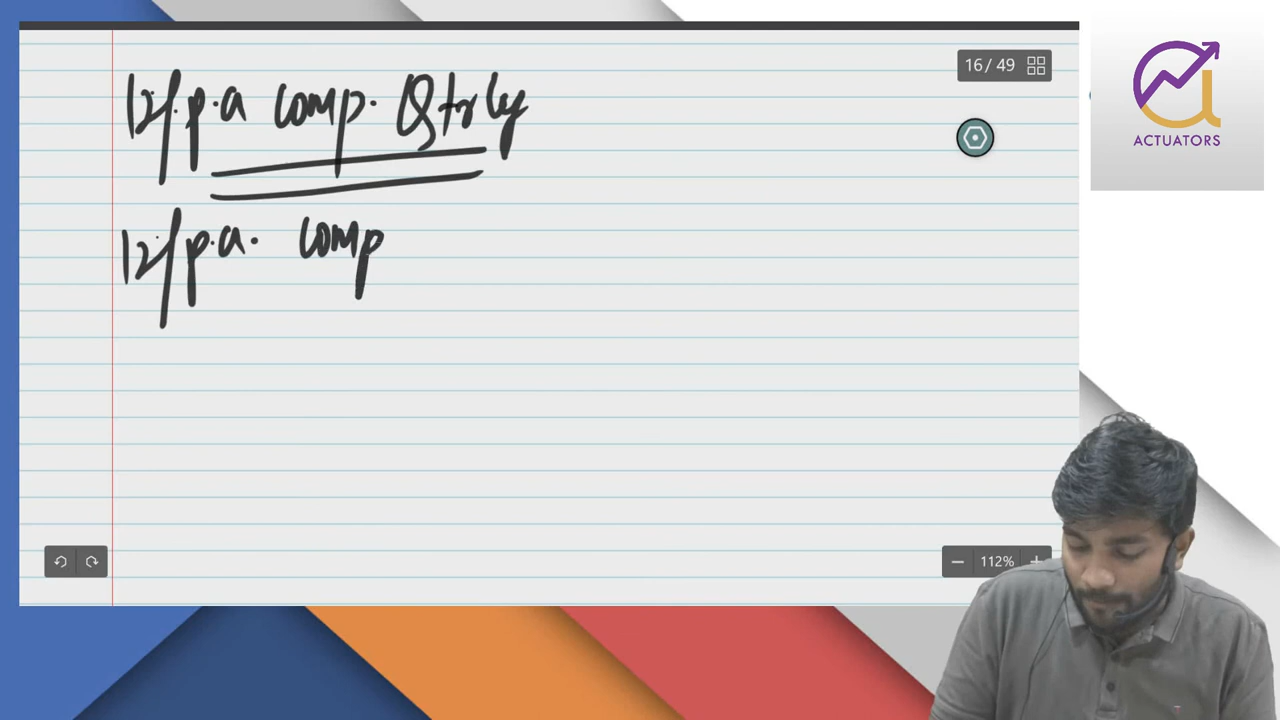 12% p.a comp. Qtrly
12% p.a. comp
16 / 49
112%
ACTUATORS